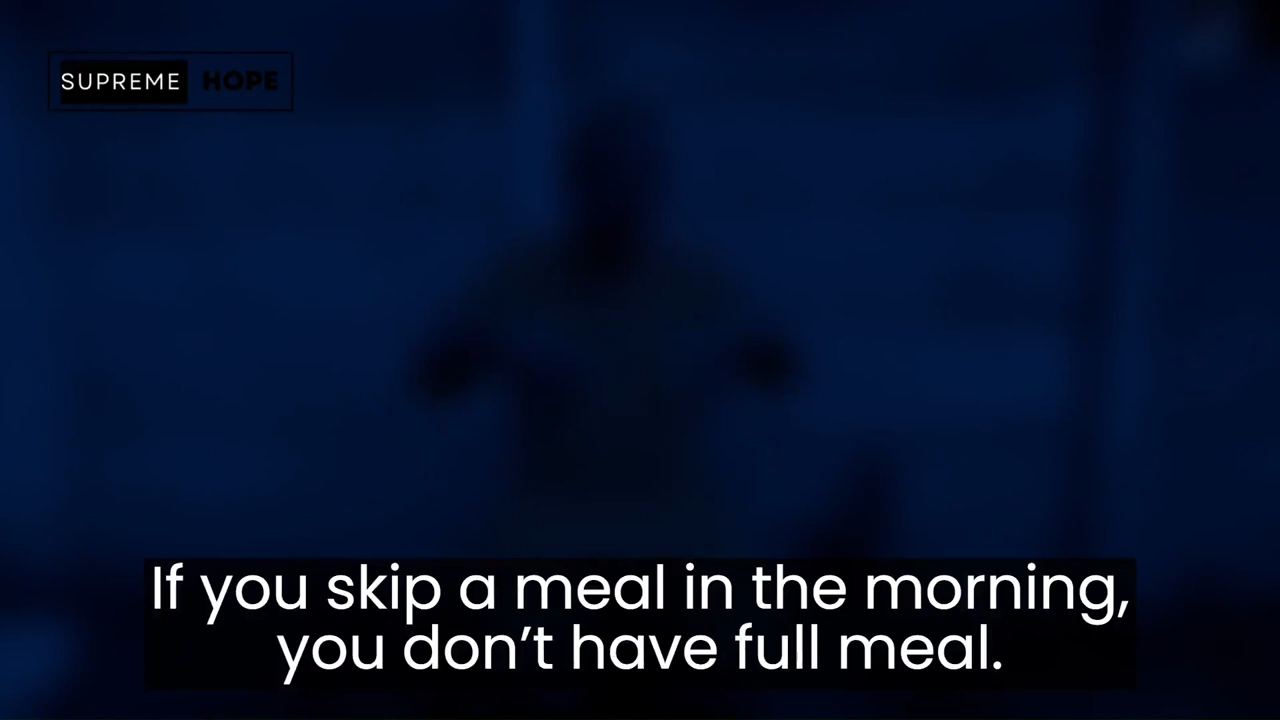 SUPREME HOPE
If you skip a meal in the morning,
you don’t have full meal.